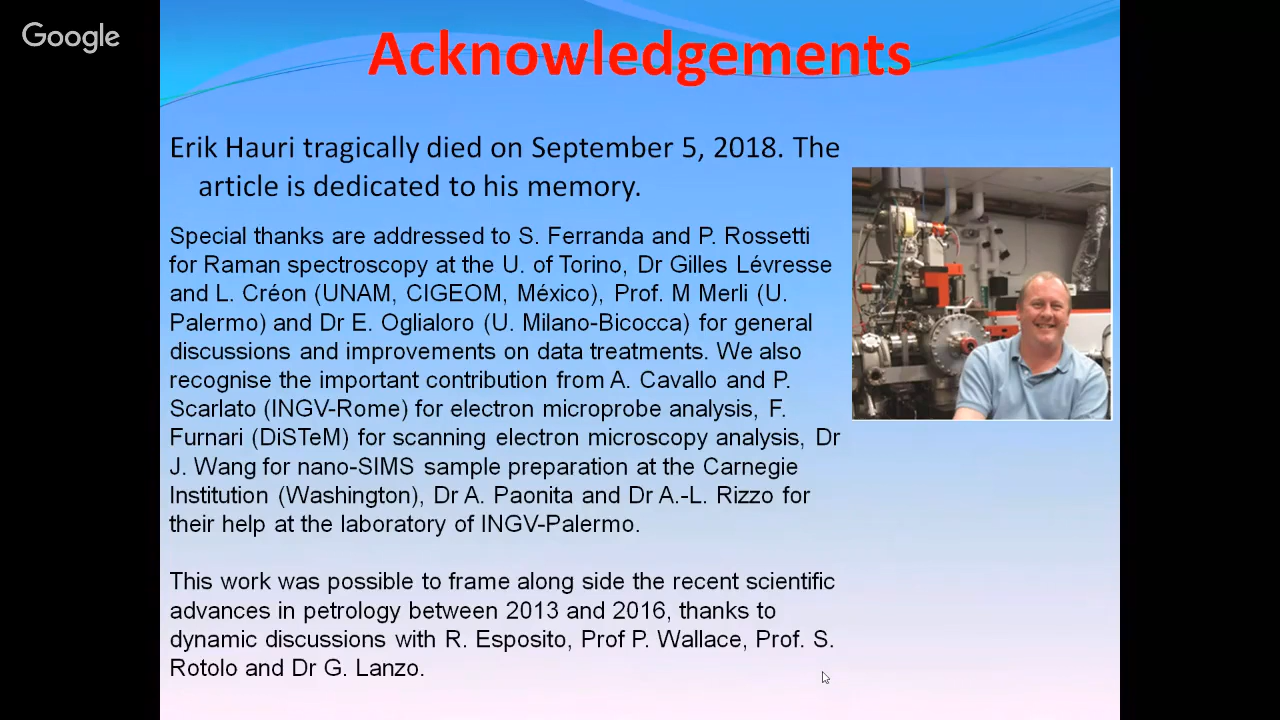 Google
Acknowledgements
Erik Hauri tragically died on September 5, 2018. The
article is dedicated to his memory.
Special thanks are addressed to S. Ferranda and P. Rossetti
for Raman spectroscopy at the U. of Torino, Dr Gilles Lévresse
and L. Créon (UNAM, CIGEOM, México), Prof. M Merli (U.
Palermo) and Dr E. Oglialoro (U. Milano-Bicocca) for general
discussions and improvements on data treatments. We also
recognise the important contribution from A. Cavallo and P.
Scarlato (INGV-Rome) for electron microprobe analysis, F.
Furnari (DiSTeM) for scanning electron microscopy analysis, Dr
J. Wang for nano-SIMS sample preparation at the Carnegie
Institution (Washington), Dr A. Paonita and Dr A.-L. Rizzo for
their help at the laboratory of INGV-Palermo.
This work was possible to frame along side the recent scientific
advances in petrology between 2013 and 2016, thanks to
dynamic discussions with R. Esposito, Prof P. Wallace, Prof. S.
Rotolo and Dr G. Lanzo.